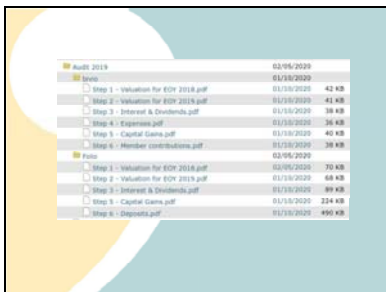 Audit 2019 02/05/2020
01/10/2020
Step 1 - Valuation for EOY 2018.pdf 01/10/2020 42 KB
Step 2 - Valuation for EOY 2019.pdf 01/10/2020 41 KB
Step 3 - Interest & Dividends.pdf 01/10/2020 38 KB
Step 4 - Expenses.pdf 01/10/2020 36 KB
Step 5 - Capital Gains.pdf 01/10/2020 40 KB
Step 6 - Member contributions.pdf 01/10/2020 38 KB
Folio 02/05/2020
Step 1 - Valuation for EOY 2018.pdf 02/05/2020 70 KB
Step 2 - Valuation for EOY 2019.pdf 01/10/2020 68 KB
Step 3 - Interest & Dividends.pdf 01/10/2020 89 KB
Step 5 - Capital Gains.pdf 01/10/2020 224 KB
Step 6 - Deposits.pdf 01/10/2020 490 KB